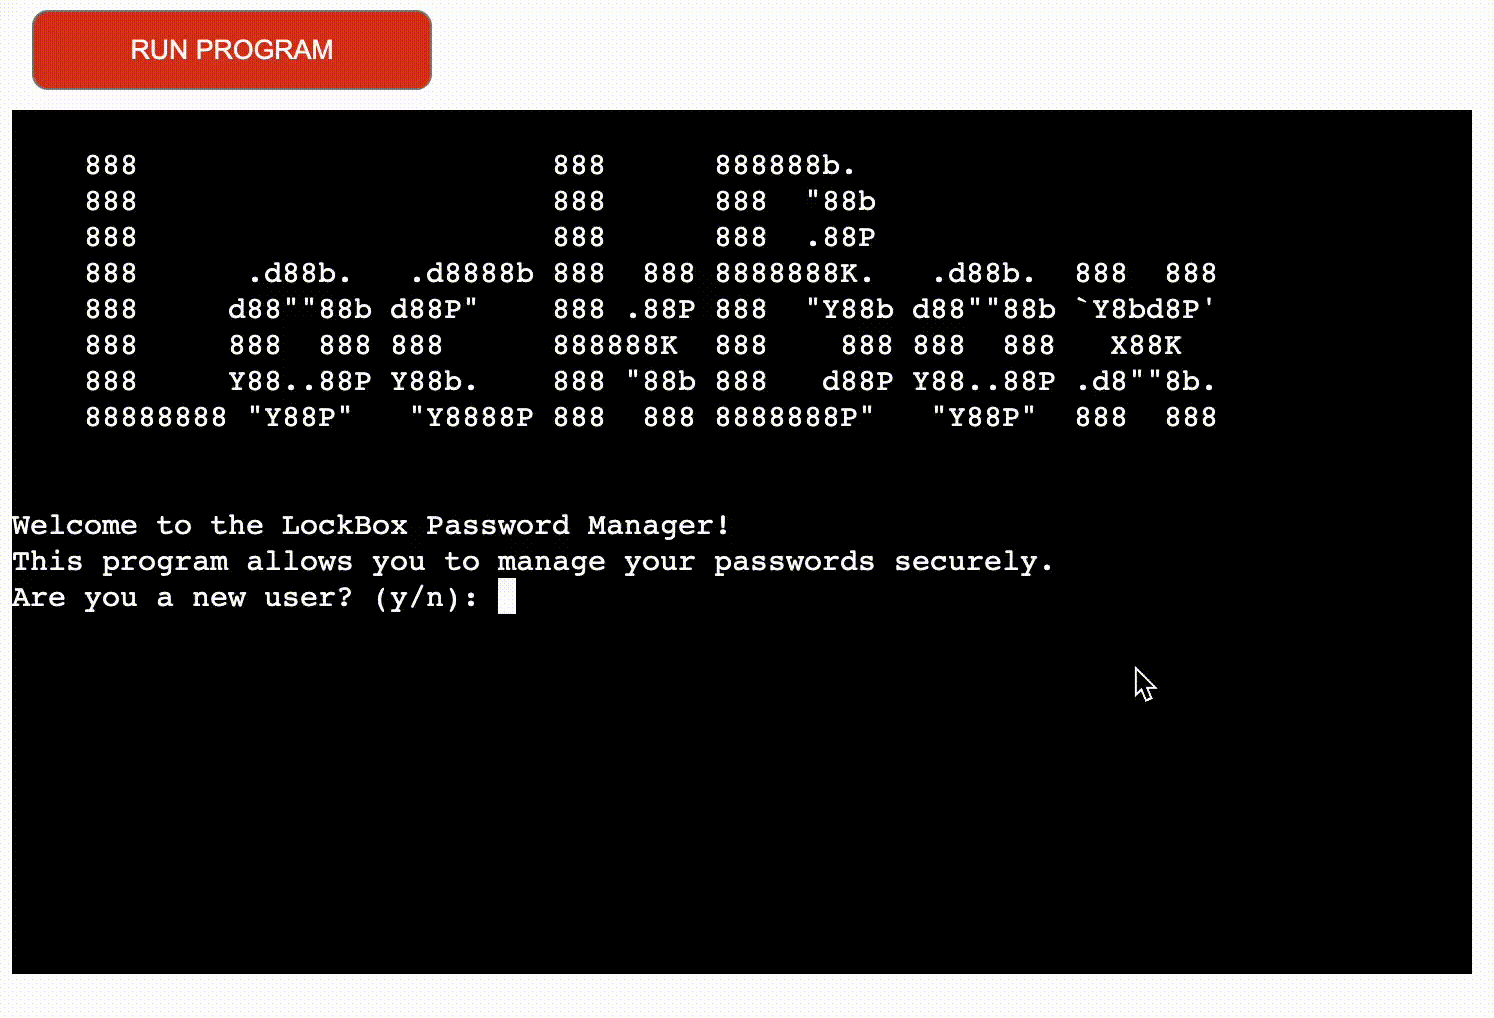 RUN PROGRAM
    888                       888      888888b.
    888                       888      888  "88b
    888                       888      888  .88P
    888      .d88b.   .d8888b 888  888 8888888K.   .d88b.  888  888
    888     d88""88b d88P"    888 .88P 888  "Y88b d88""88b `Y8bd8P'
    888     888  888 888      888888K  888    888 888  888   X88K
    888     Y88..88P Y88b.    888 "88b 888   d88P Y88..88P .d8""8b.
    88888888 "Y88P"   "Y8888P 888  888 8888888P"   "Y88P"  888  888
Welcome to the LockBox Password Manager!
This program allows you to manage your passwords securely.
Are you a new user? (y/n):